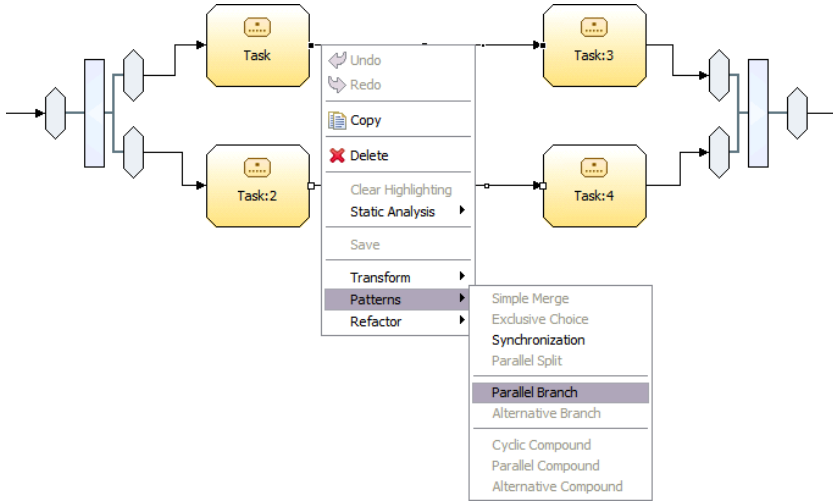 Task
Task:3
Task:2
Task:4
Undo
Redo
Copy
Delete
Clear Highlighting
Static Analysis
Save
Transform
Patterns
Refactor
Simple Merge
Exclusive Choice
Synchronization
Parallel Split
Parallel Branch
Alternative Branch
Cyclic Compound
Parallel Compound
Alternative Compound